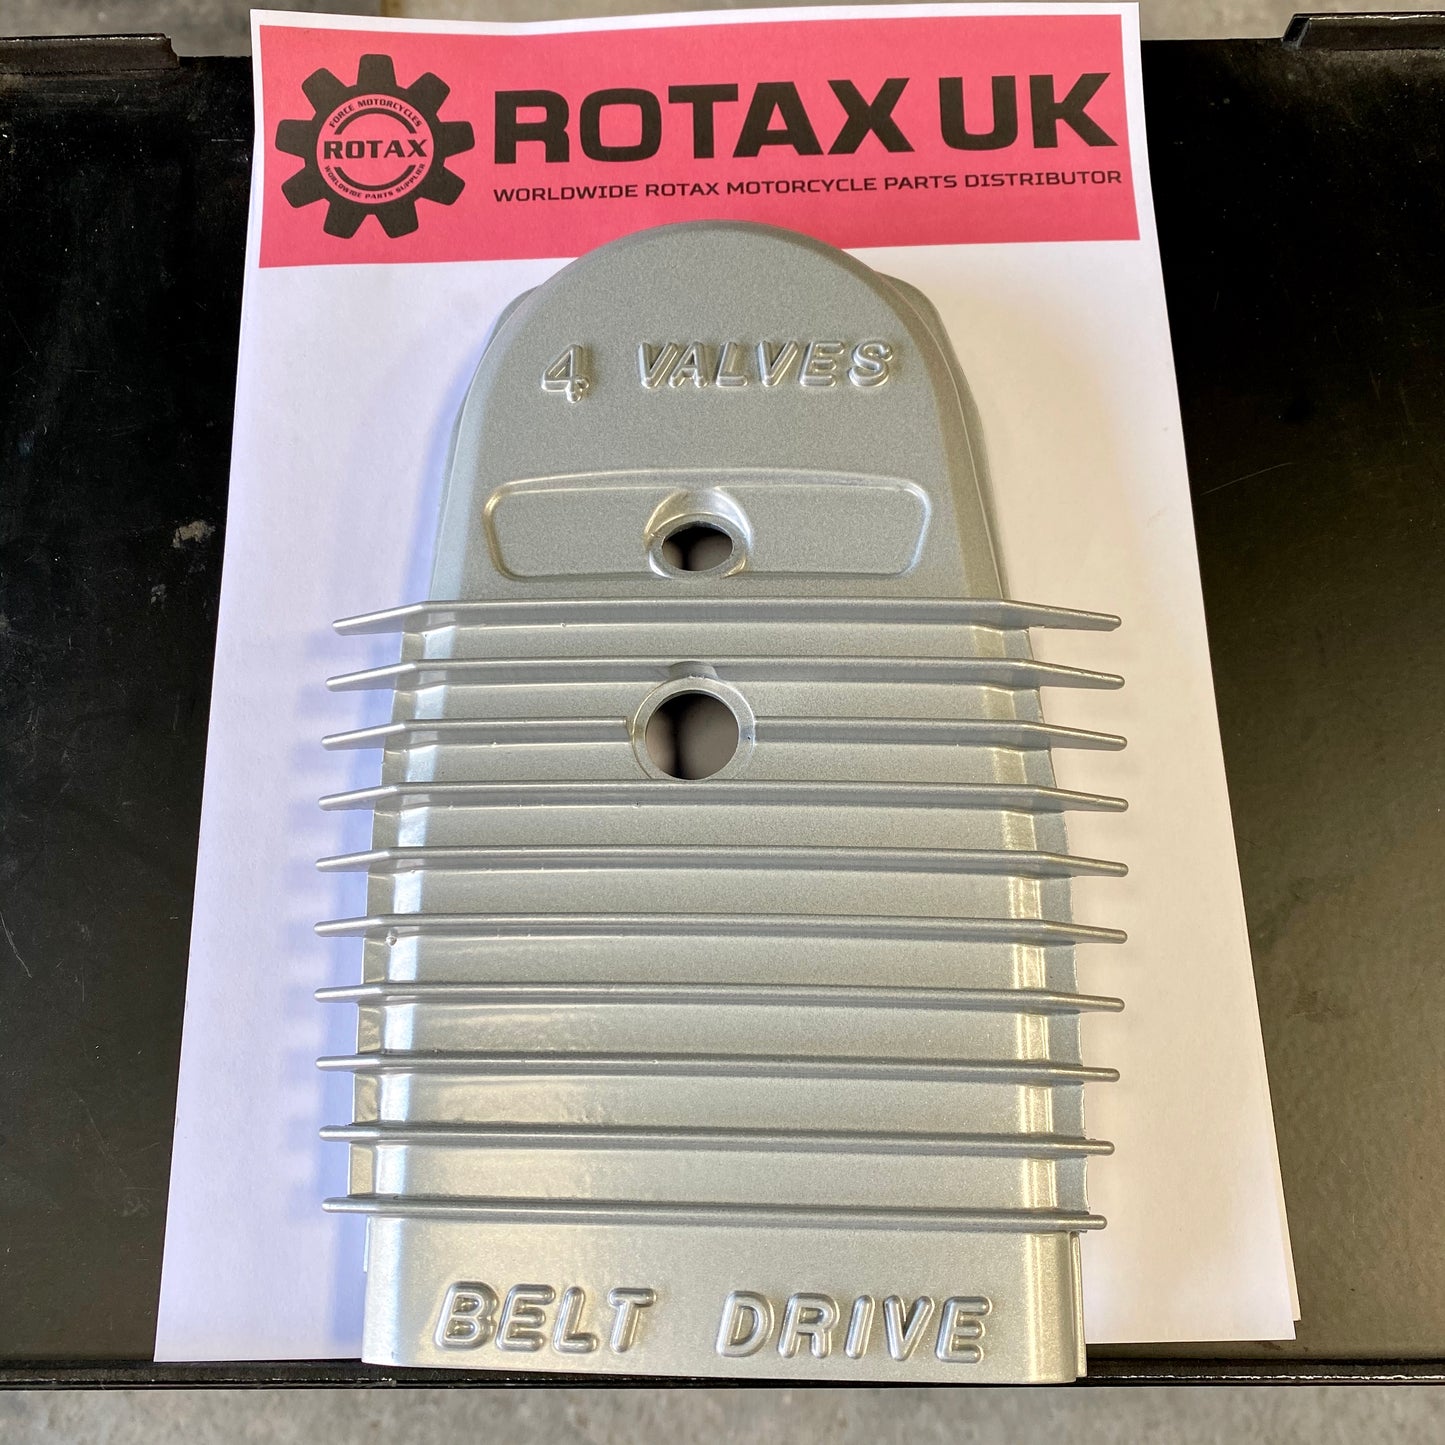 FORCE MOTORCYCLES
ROTAX
WORLDWIDE PARTS SUPPLIER
ROTAX UK
WORLDWIDE ROTAX MOTORCYCLE PARTS DISTRIBUTOR
4 VALVES
BELT DRIVE